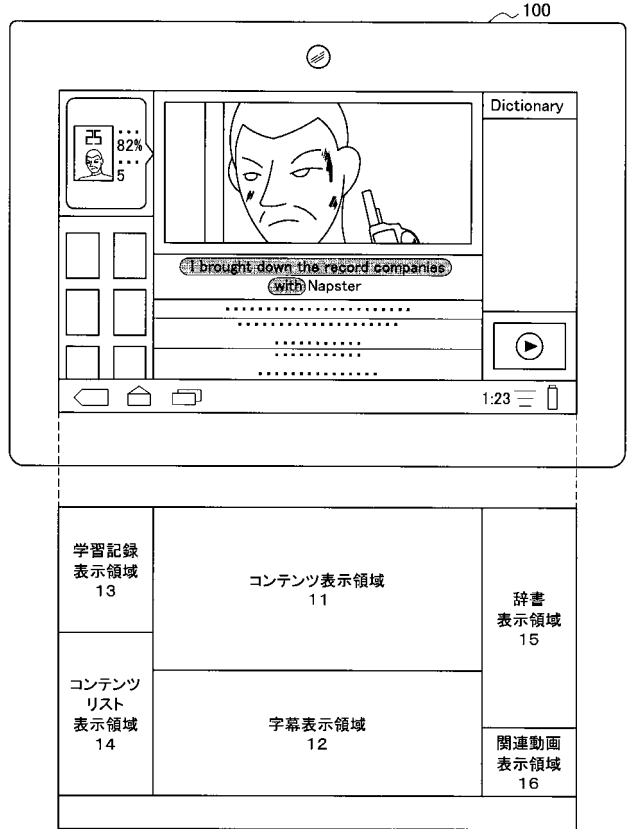 100
Dictionary
25
82%
5
I brought down the record companies
with Napster
1:23
学習記録
表示領域
13
コンテンツ表示領域
11
辞書
表示領域
15
コンテンツ
リスト
表示領域
14
字幕表示領域
12
関連動画
表示領域
16